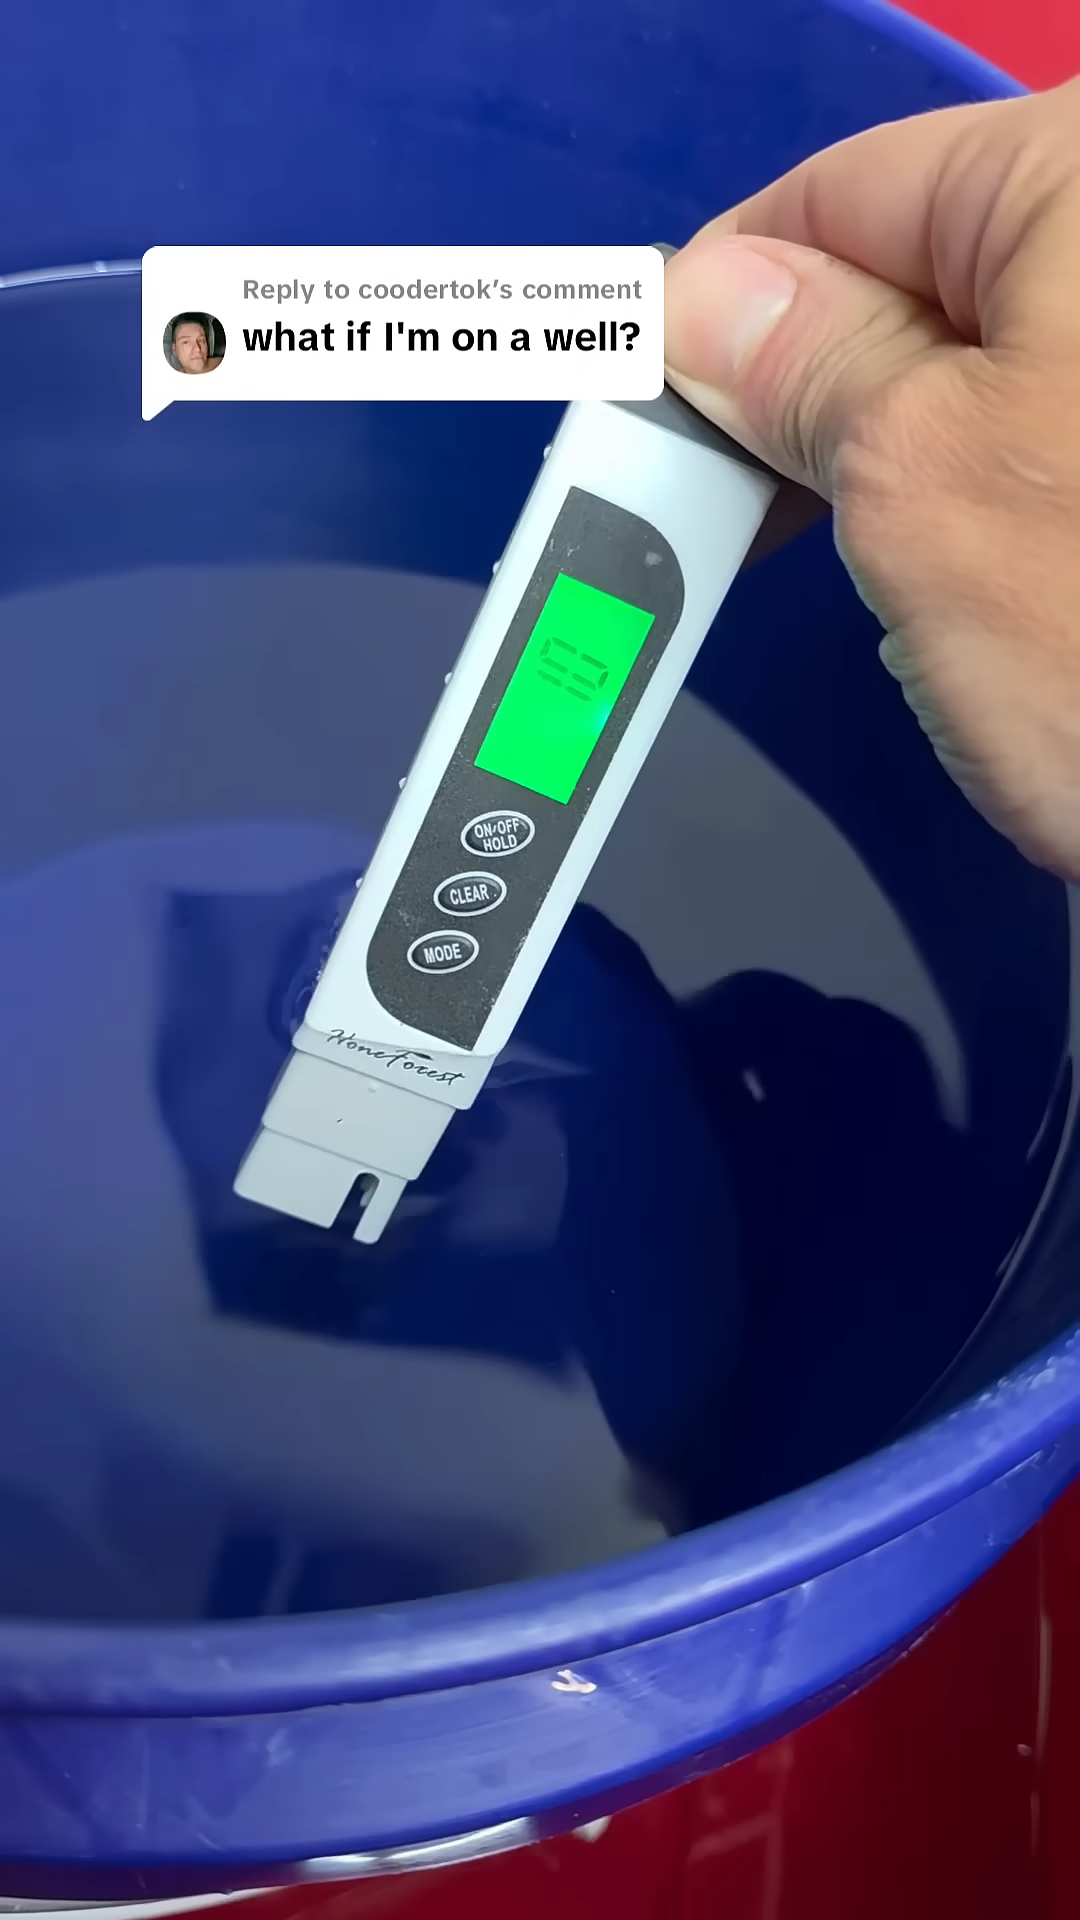 Reply to coodertok's comment
what if I'm on a well?
ON/OFF
HOLD
CLEAR
MODE
HoneForest